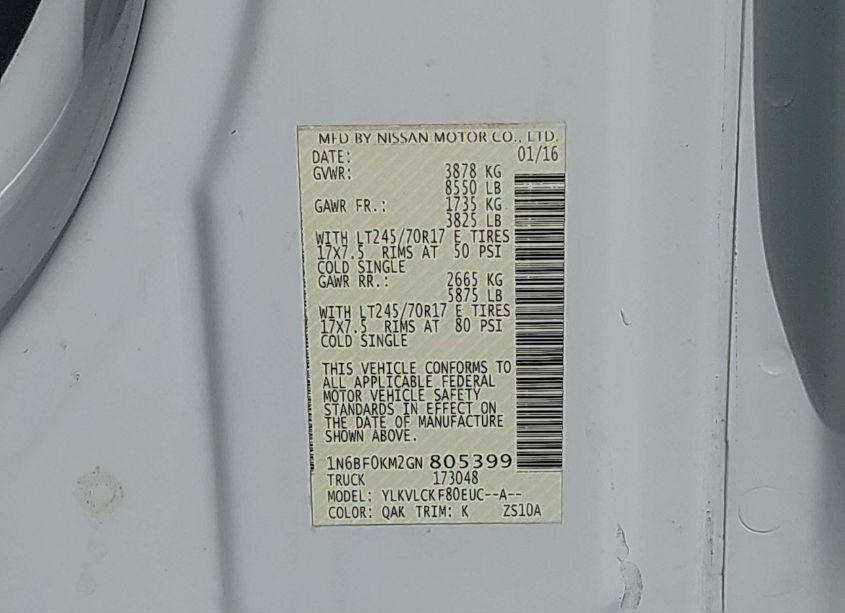 MFD BY NISSAN MOTOR CO., LTD.
DATE: 01/16
GVWR: 3878 KG
8550 LB
GAWR FR.: 1735 KG
3825 LB
WITH LT245/70R17 E TIRES
17X7.5 RIMS AT 50 PSI
COLD SINGLE
GAWR RR.: 2665 KG
5875 LB
WITH LT245/70R17 E TIRES
17X7.5 RIMS AT 80 PSI
COLD SINGLE
THIS VEHICLE CONFORMS TO
ALL APPLICABLE FEDERAL
MOTOR VEHICLE SAFETY
STANDARDS IN EFFECT ON
THE DATE OF MANUFACTURE
SHOWN ABOVE.
1N6BF0KM2GN 805399
TRUCK 173048
MODEL: YLKVLCKF80EUC--A--
COLOR: QAK TRIM: K ZS10A